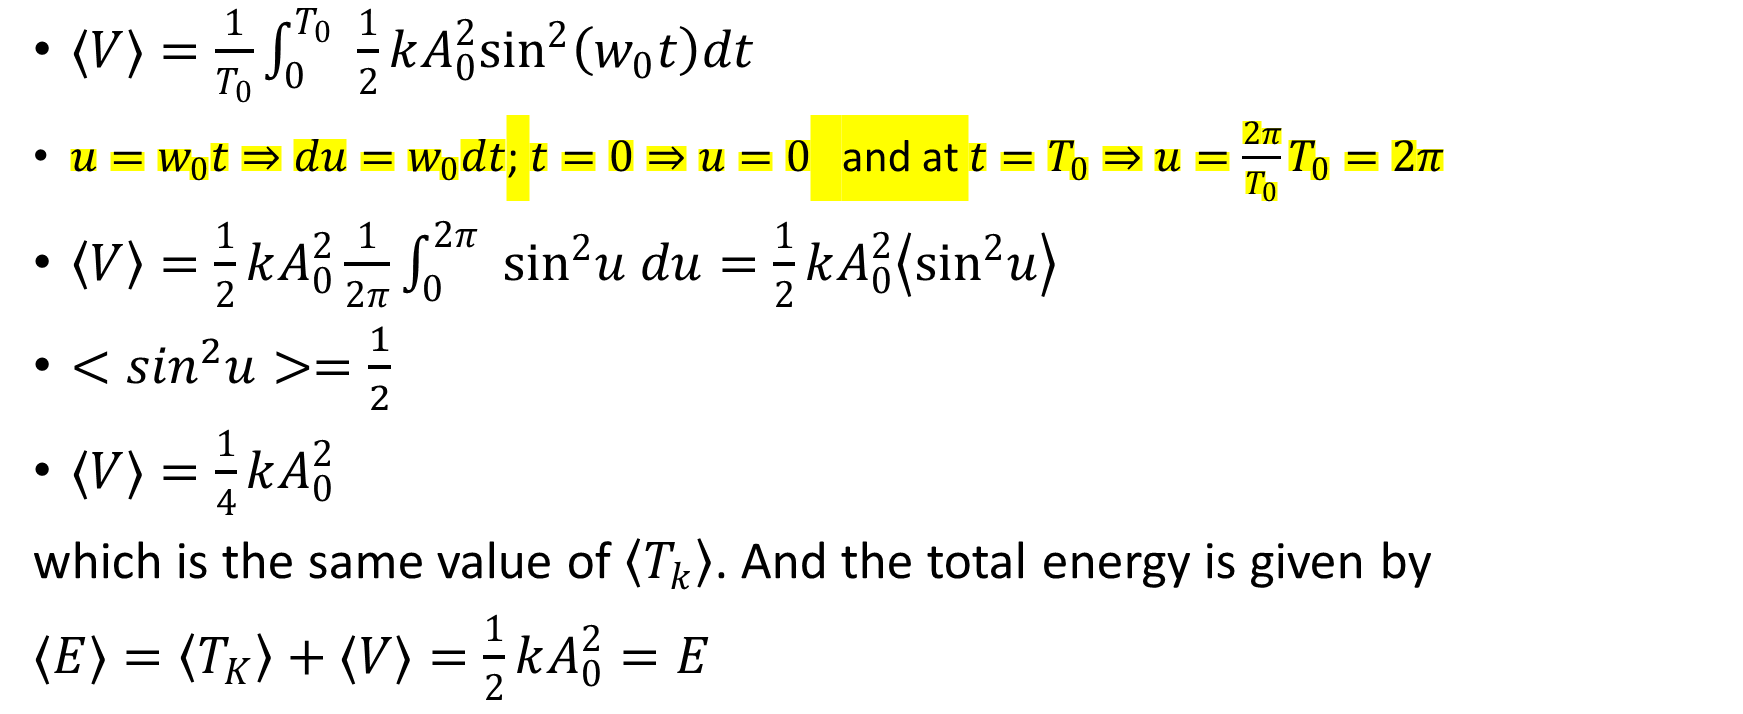 • ⟨V⟩ = 1/T₀ ∫₀^T₀ 1/2 kA₀² sin²(w₀t)dt
• u = w₀t ⇒ du = w₀dt; t = 0 ⇒ u = 0 and at t = T₀ ⇒ u = 2π/T₀ T₀ = 2π
• ⟨V⟩ = 1/2 kA₀² 1/2π ∫₀^2π sin²u du = 1/2 kA₀²⟨sin²u⟩
• < sin²u >= 1/2
• ⟨V⟩ = 1/4 kA₀²
which is the same value of ⟨Tₖ⟩. And the total energy is given by
⟨E⟩ = ⟨T_K⟩ + ⟨V⟩ = 1/2 kA₀² = E